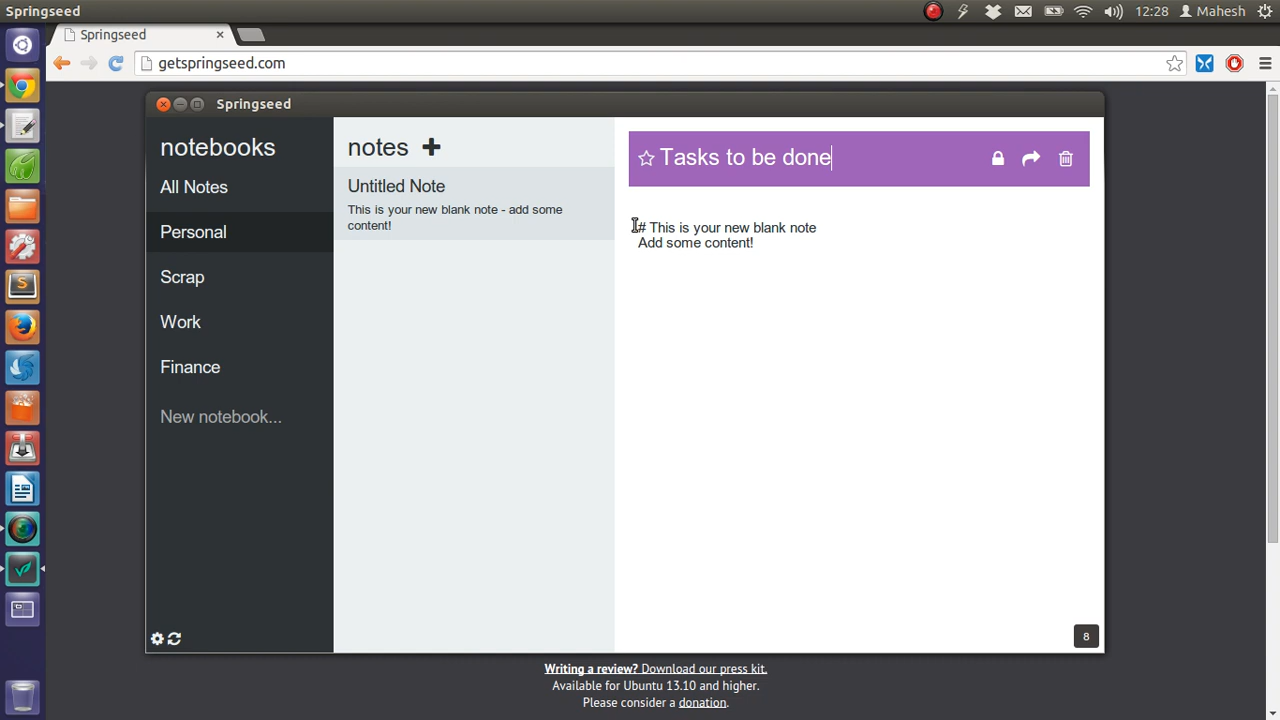 Springseed
12:28 Mahesh
Springseed
getspringseed.com
Springseed
notebooks
All Notes
Personal
Scrap
Work
Finance
New notebook...
notes
Untitled Note
This is your new blank note - add some
content!
Tasks to be done
# This is your new blank note
Add some content!
8
Writing a review? Download our press kit.
Available for Ubuntu 13.10 and higher.
Please consider a donation.